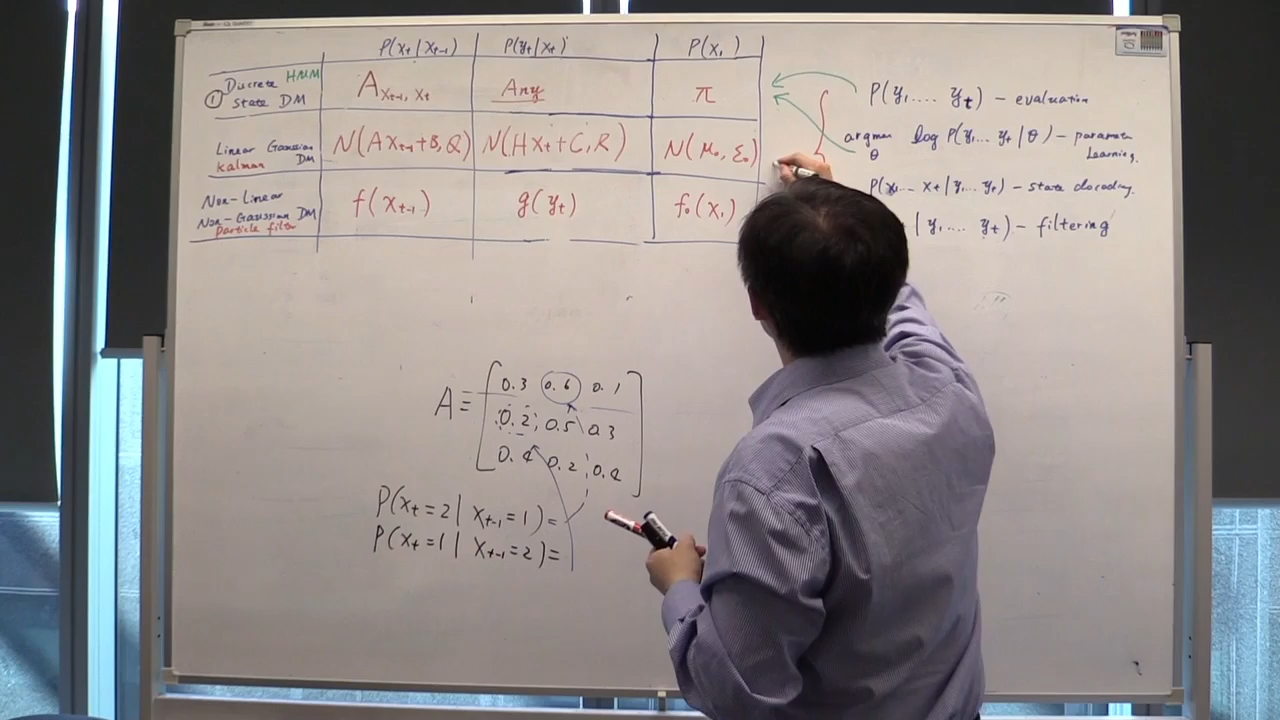 P(xt|xt-1) P(yt|xt) P(x1)
① Discrete HMM state DM A xt-1, xt Any π
Linear Gaussian DM kalman N(Axt-1+B,Q) N(Hxt+C,R) N(μ0,Σ0)
Non-Linear Non-Gaussian DM particle filter f(xt-1) g(yt) f0(x1)
P(y1....yt) - evaluation
argmax θ log P(y1...yt|θ) - parameter Learning.
P(x1...xt|y1...yt) - state decoding.
|y1....yt) - filtering
A = [0.3 0.6 0.1
0.2 0.5 0.3
0.4 0.2 0.4]
P(xt=2|xt-1=1)=
P(xt=1|xt-1=2)=